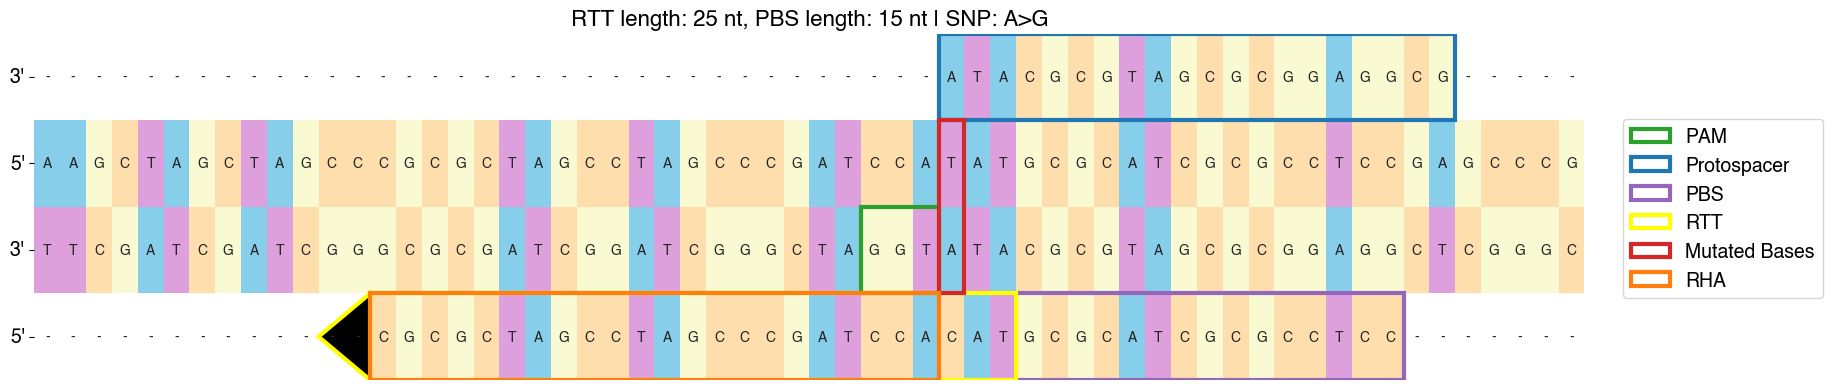 RTT length: 25 nt, PBS length: 15 nt | SNP: A>G
3' - - - - - - - - - - - - - - - - - - - - - - - - - - - - - - - - - - - A T A C G C G T A G C G C G G A G G C G - - - - -
5' A A G C T A G C T A G C C C G C G C T A G C C T A G C C C G A T C C A T A T G C G C A T C G C G C C T C C G A G C C C G
3' T T C G A T C G A T C G G G C G C G A T C G G A T C G G G C T A G G T A T A C G C G T A G C G C G G A G G C T C G G G C
5' - - - - - - - - - - - - - C G C G C T A G C C T A G C C C G A T C C A C A T G C G C A T C G C G C C T C C - - - - - - -
PAM
Protospacer
PBS
RTT
Mutated Bases
RHA